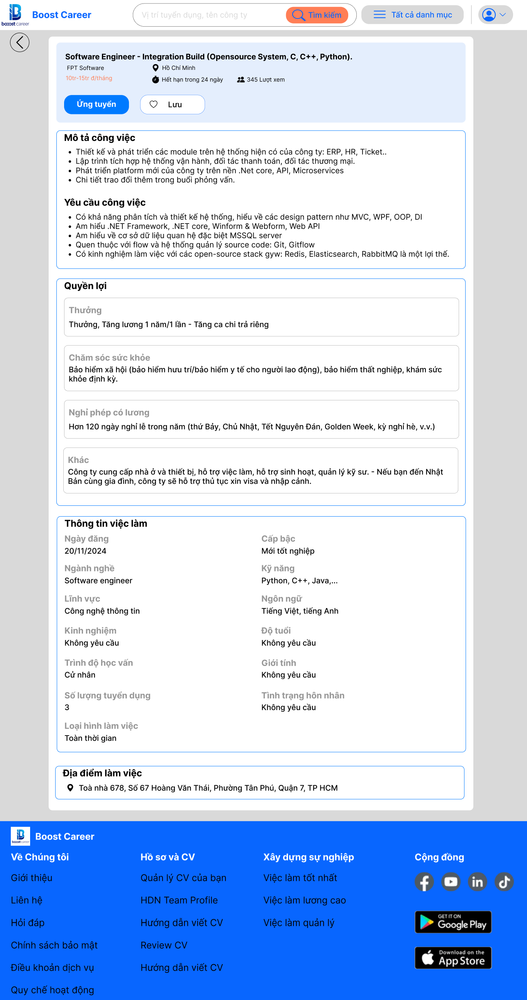 booost career
Boost Career
Vị trí tuyển dụng, tên công ty
Tìm kiếm
Tất cả danh mục
Software Engineer - Integration Build (Opensource System, C, C++, Python).
FPT Software
Hồ Chí Minh
10tr-15tr đ/tháng
Hết hạn trong 24 ngày
345 Lượt xem
Ứng tuyển
Lưu
Mô tả công việc
• Thiết kế và phát triển các module trên hệ thống hiện có của công ty: ERP, HR, Ticket..
• Lập trình tích hợp hệ thống vận hành, đối tác thanh toán, đối tác thương mại.
• Phát triển platform mới của công ty trên nền .Net core, API, Microservices
• Chi tiết trao đổi thêm trong buổi phỏng vấn.
Yêu cầu công việc
• Có khả năng phân tích và thiết kế hệ thống, hiểu về các design pattern như MVC, WPF, OOP, DI
• Am hiểu .NET Framework, .NET core, Winform & Webform, Web API
• Am hiểu về cơ sở dữ liệu quan hệ đặc biệt MSSQL server
• Quen thuộc với flow và hệ thống quản lý source code: Git, Gitflow
• Có kinh nghiệm làm việc với các open-source stack gyw: Redis, Elasticsearch, RabbitMQ là một lợi thế.
Quyền lợi
Thưởng
Thưởng, Tăng lương 1 năm/1 lần - Tăng ca chi trả riêng
Chăm sóc sức khỏe
Bảo hiểm xã hội (bảo hiểm hưu trí/bảo hiểm y tế cho người lao động), bảo hiểm thất nghiệp, khám sức
khỏe định kỳ.
Nghỉ phép có lương
Hơn 120 ngày nghỉ lễ trong năm (thứ Bảy, Chủ Nhật, Tết Nguyên Đán, Golden Week, kỳ nghỉ hè, v.v.)
Khác
Công ty cung cấp nhà ở và thiết bị, hỗ trợ việc làm, hỗ trợ sinh hoạt, quản lý kỹ sư. - Nếu bạn đến Nhật
Bản cùng gia đình, công ty sẽ hỗ trợ thủ tục xin visa và nhập cảnh.
Thông tin việc làm
Ngày đăng
20/11/2024
Cấp bậc
Mới tốt nghiệp
Ngành nghề
Software engineer
Kỹ năng
Python, C++, Java,...
Lĩnh vực
Công nghệ thông tin
Ngôn ngữ
Tiếng Việt, tiếng Anh
Kinh nghiệm
Không yêu cầu
Độ tuổi
Không yêu cầu
Trình độ học vấn
Cử nhân
Giới tính
Không yêu cầu
Số lượng tuyển dụng
3
Tình trạng hôn nhân
Không yêu cầu
Loại hình làm việc
Toàn thời gian
Địa điểm làm việc
Toà nhà 678, Số 67 Hoàng Văn Thái, Phường Tân Phú, Quận 7, TP HCM
booost career
Boost Career
Về Chúng tôi
Giới thiệu
Liên hệ
Hỏi đáp
Chính sách bảo mật
Điều khoản dịch vụ
Quy chế hoạt động
Hồ sơ và CV
Quản lý CV của bạn
HDN Team Profile
Hướng dẫn viết CV
Review CV
Hướng dẫn viết CV
Xây dựng sự nghiệp
Việc làm tốt nhất
Việc làm lương cao
Việc làm quản lý
Cộng đồng
GET IT ON
Google Play
Download on the
App Store